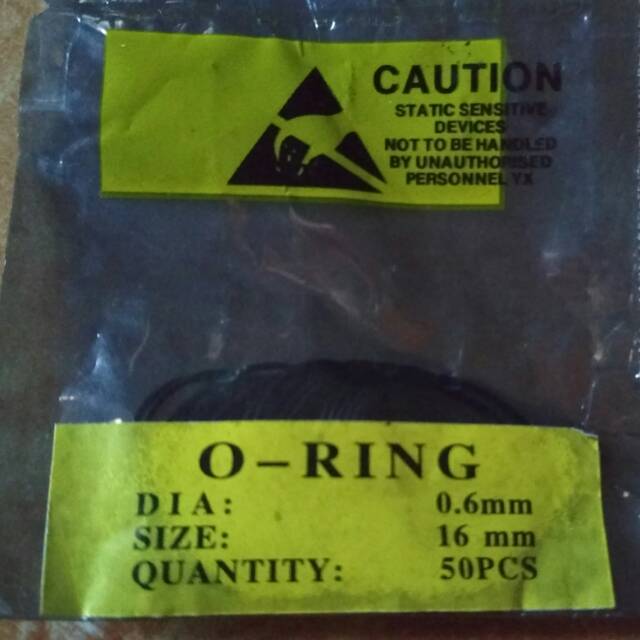 CAUTION
STATIC SENSITIVE
DEVICES
NOT TO BE HANDLED
BY UNAUTHORISED
PERSONNEL YX
O-RING
DIA: 0.6mm
SIZE: 16 mm
QUANTITY: 50PCS